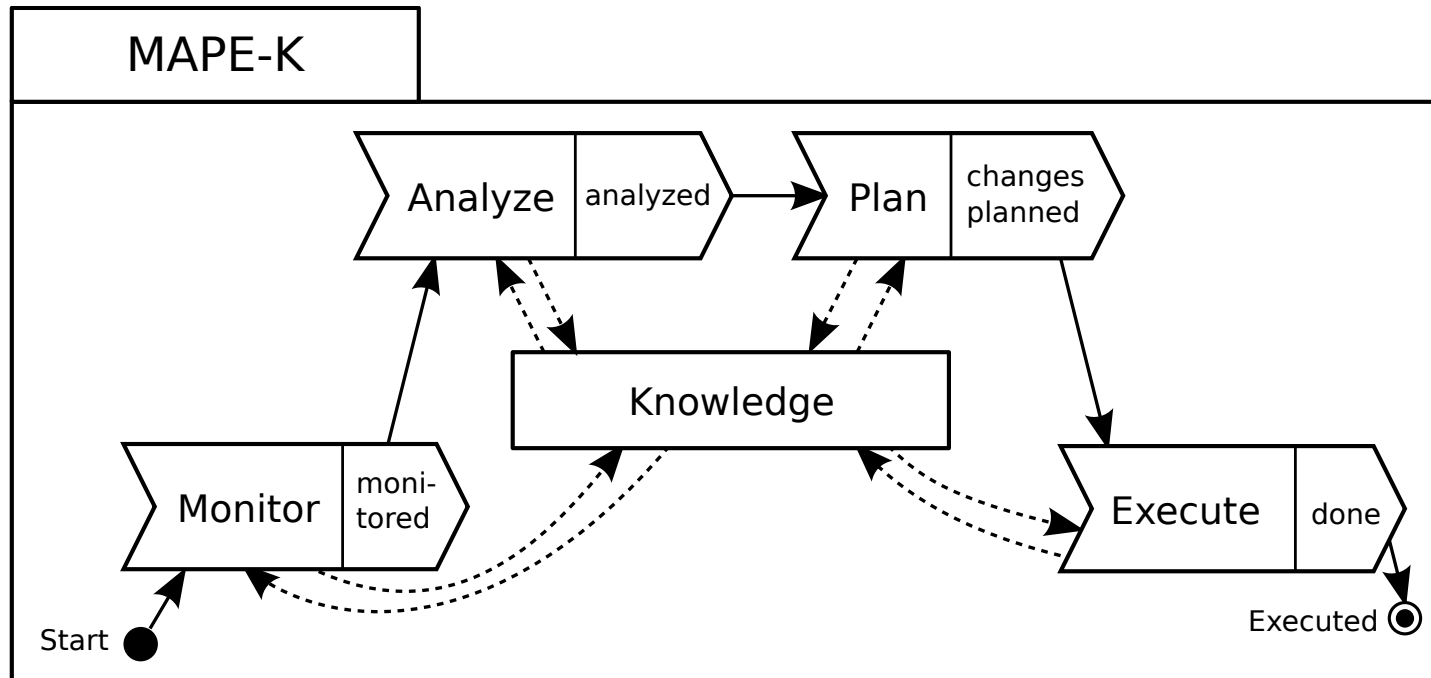 MAPE-K
Analyze
analyzed
Plan
changes
planned
Knowledge
Monitor
moni-
tored
Execute
done
Start
Executed